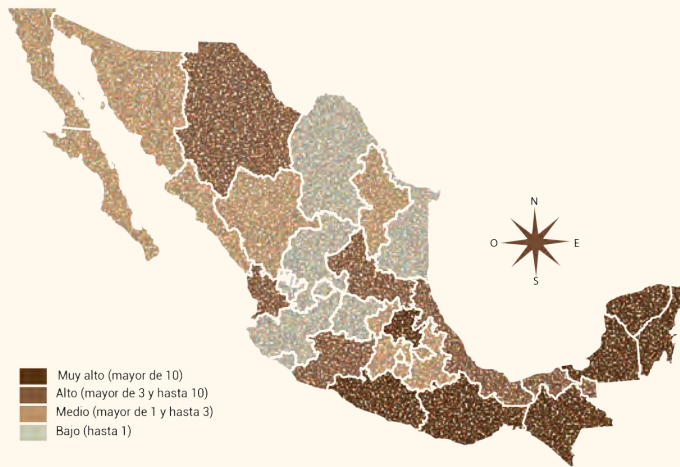 N
O
E
S
Muy alto (mayor de 10)
Alto (mayor de 3 y hasta 10)
Medio (mayor de 1 y hasta 3)
Bajo (hasta 1)